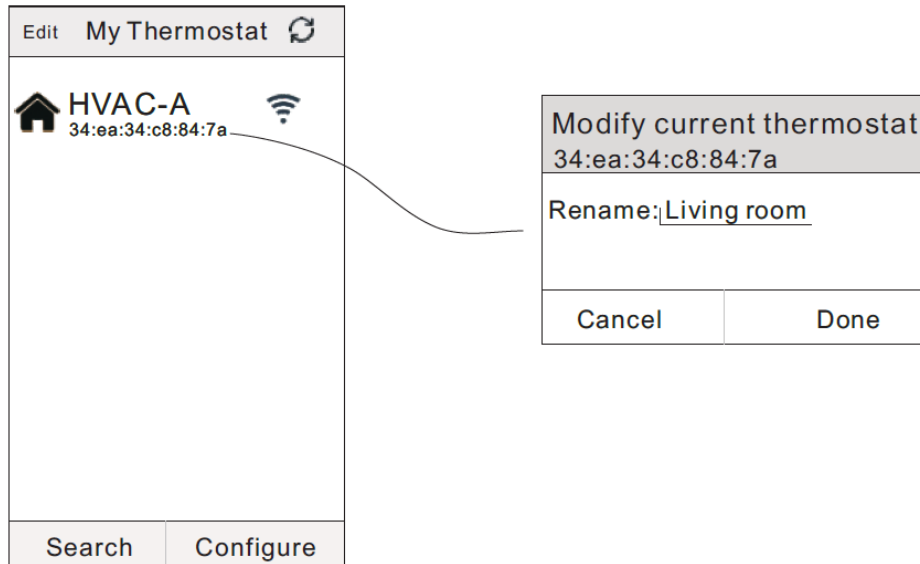 Edit My Thermostat
HVAC-A
34:ea:34:c8:84:7a
Search Configure
Modify current thermostat
34:ea:34:c8:84:7a
Rename: Living room
Cancel Done